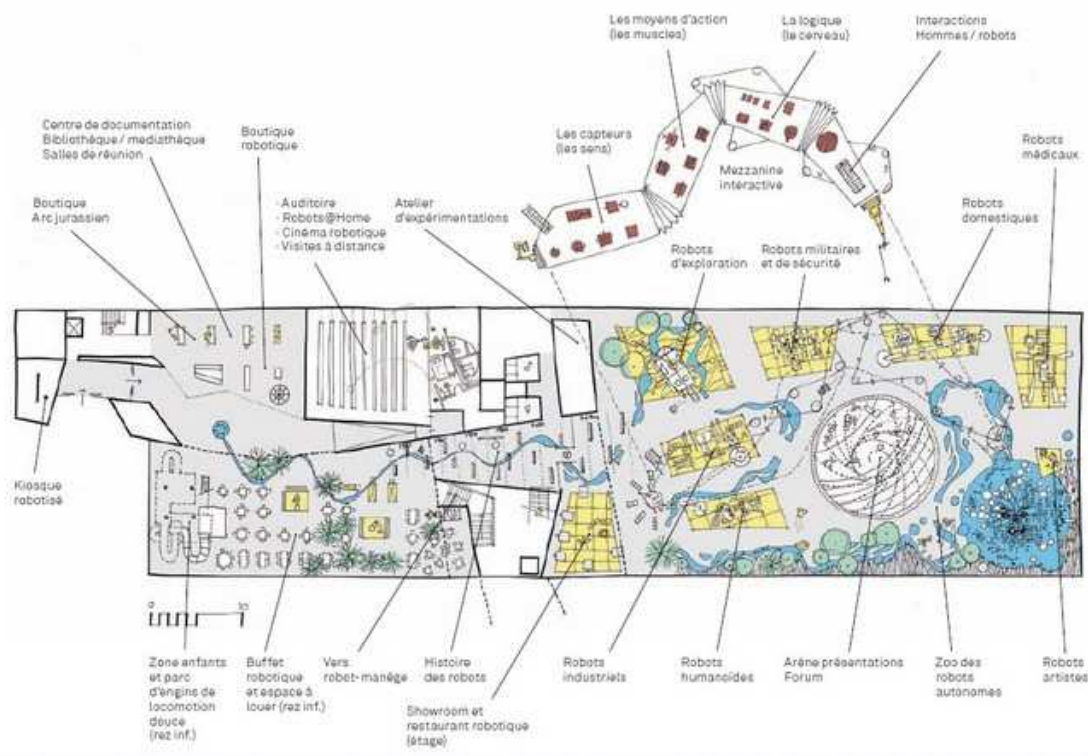 Les moyens d'action
(les muscles)
La logique
(le cerveau)
Interactions
Hommes / robots
Centre de documentation
Bibliothèque / mediathèque
Salles de réunion
Boutique
robotique
Les capteurs
(les sens)
Mezzanine
interactive
Robots
médicaux
Boutique
Arc jurassien
- Auditoire
- Robots@Home
- Cinéma robotique
- Visites à distance
Atelier
d'expérimentations
Robots
domestiques
Robots
d'exploration
Robots militaires
et de sécurité
Kiosque
robotisé
0 10
Zone enfants
et parc
d'engins de
locomotion
douce
(rez inf.)
Buffet
robotique
et espace à
louer (rez inf.)
Vers
robot-manège
Histoire
des robots
Showroom et
restaurant robotique
(étage)
Robots
industriels
Robots
humanoïdes
Arène présentations
Forum
Zoo des
robots
autonomes
Robots
artistes